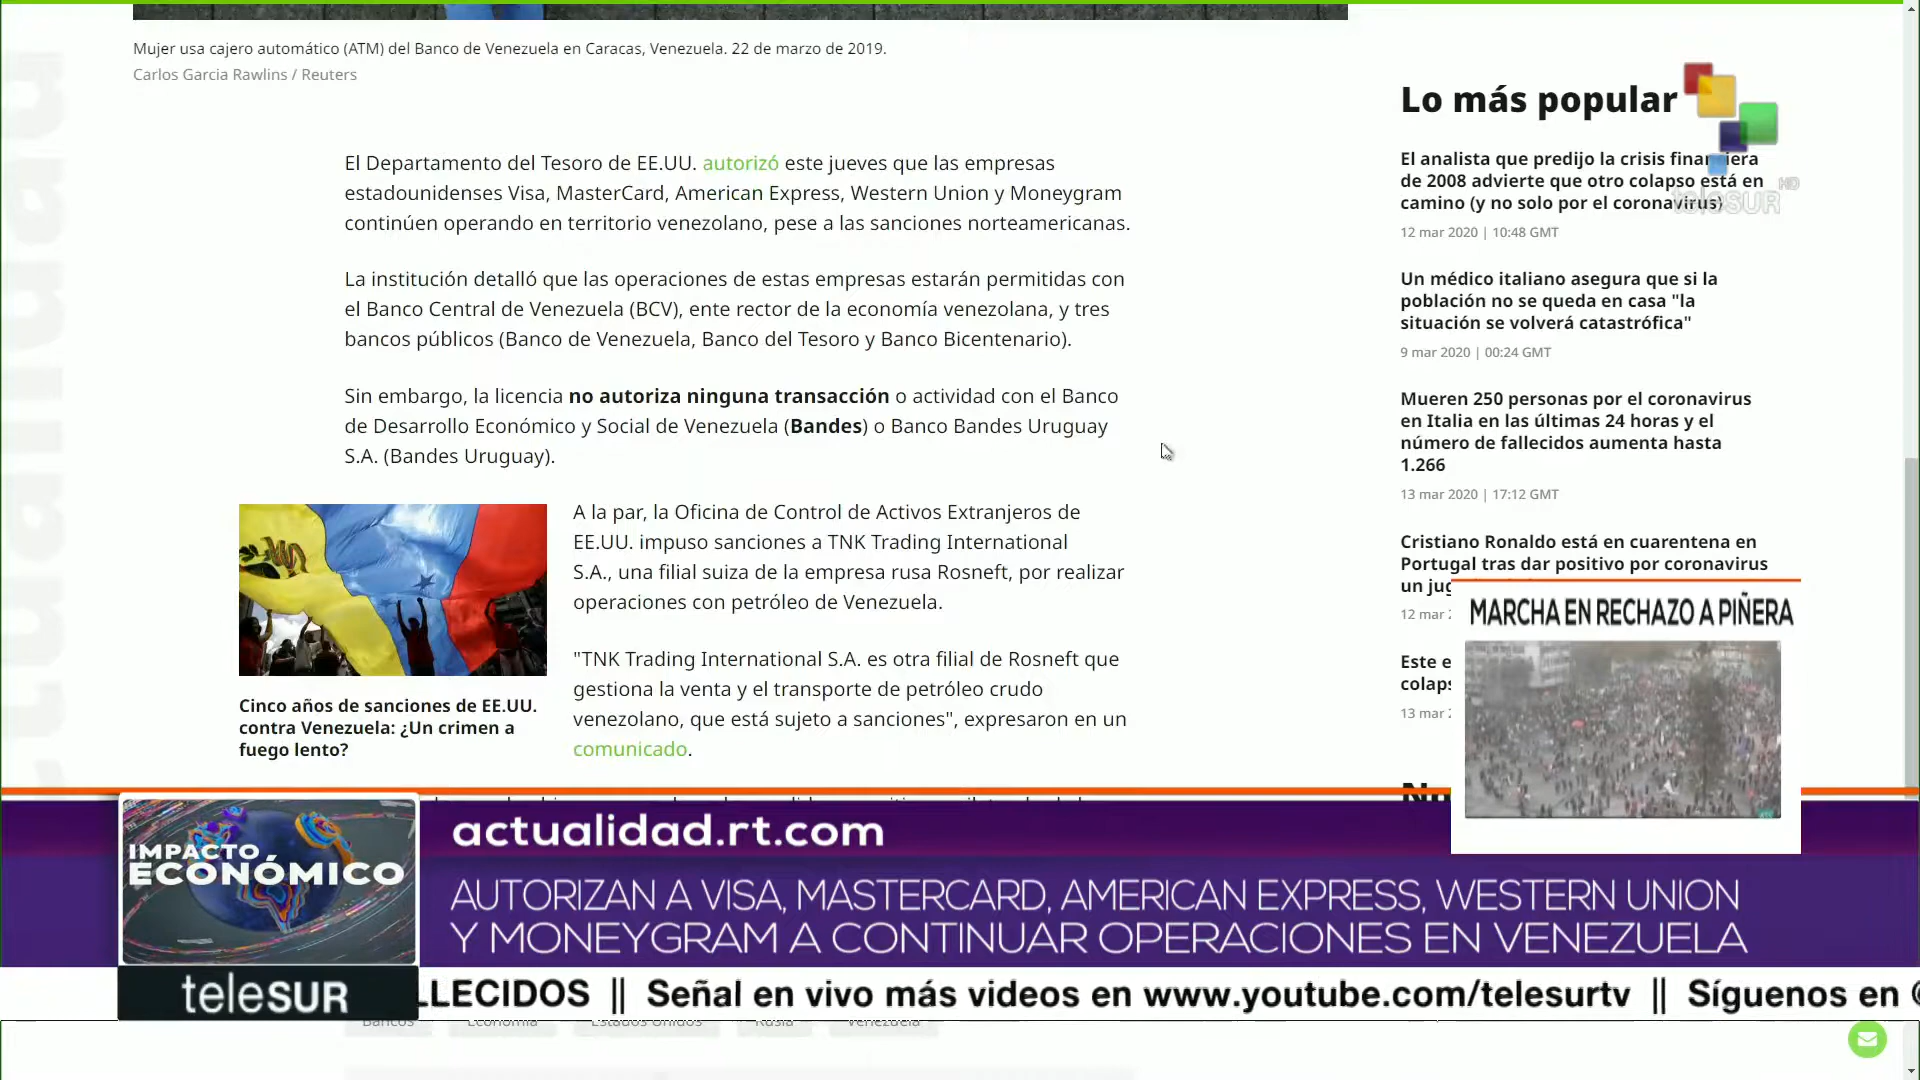 Mujer usa cajero automático (ATM) del Banco de Venezuela en Caracas, Venezuela. 22 de marzo de 2019.
Carlos Garcia Rawlins / Reuters
El Departamento del Tesoro de EE.UU. autorizó este jueves que las empresas
estadounidenses Visa, MasterCard, American Express, Western Union y Moneygram
continúen operando en territorio venezolano, pese a las sanciones norteamericanas.
La institución detalló que las operaciones de estas empresas estarán permitidas con
el Banco Central de Venezuela (BCV), ente rector de la economía venezolana, y tres
bancos públicos (Banco de Venezuela, Banco del Tesoro y Banco Bicentenario).
Sin embargo, la licencia no autoriza ninguna transacción o actividad con el Banco
de Desarrollo Económico y Social de Venezuela (Bandes) o Banco Bandes Uruguay
S.A. (Bandes Uruguay).
A la par, la Oficina de Control de Activos Extranjeros de
EE.UU. impuso sanciones a TNK Trading International
S.A., una filial suiza de la empresa rusa Rosneft, por realizar
operaciones con petróleo de Venezuela.
"TNK Trading International S.A. es otra filial de Rosneft que
gestiona la venta y el transporte de petróleo crudo
venezolano, que está sujeto a sanciones", expresaron en un
comunicado.
Cinco años de sanciones de EE.UU.
contra Venezuela: ¿Un crimen a
fuego lento?
Lo más popular
El analista que predijo la crisis financiera
de 2008 advierte que otro colapso está en
camino (y no solo por el coronavirus)
12 mar 2020 | 10:48 GMT
Un médico italiano asegura que si la
población no se queda en casa "la
situación se volverá catastrófica"
9 mar 2020 | 00:24 GMT
Mueren 250 personas por el coronavirus
en Italia en las últimas 24 horas y el
número de fallecidos aumenta hasta
1.266
13 mar 2020 | 17:12 GMT
Cristiano Ronaldo está en cuarentena en
Portugal tras dar positivo por coronavirus
un jug
12 mar 2
Este e
colaps
13 mar 2
teleSUR HD
MARCHA EN RECHAZO A PIÑERA
IMPACTO
ECONÓMICO
actualidad.rt.com
AUTORIZAN A VISA, MASTERCARD, AMERICAN EXPRESS, WESTERN UNION
Y MONEYGRAM A CONTINUAR OPERACIONES EN VENEZUELA
teleSUR
LLECIDOS || Señal en vivo más videos en www.youtube.com/telesurtv || Síguenos en @
Bancos Economía Estados Unidos Rusia Venezuela